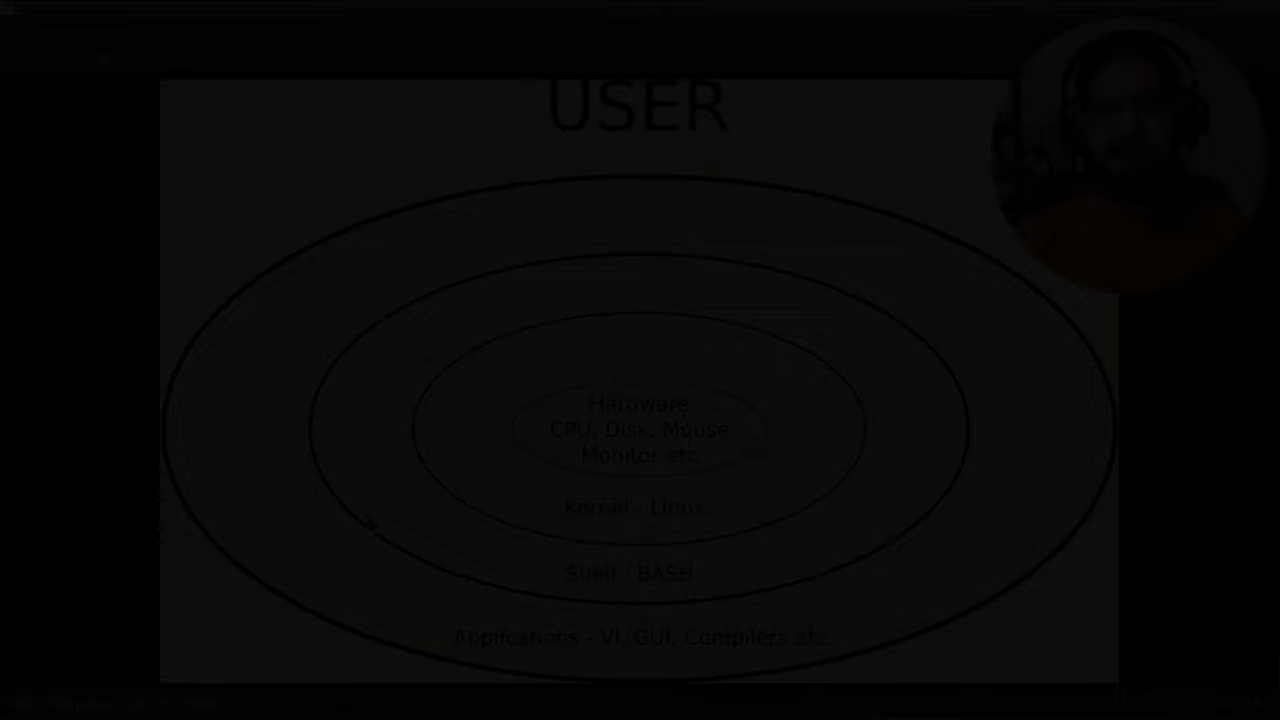 USER
Hardware
CPU, Disk, Mouse
Monitor etc
Kernel - Linux
Shell - BASH
Applications - VI, GUI, Compilers etc.